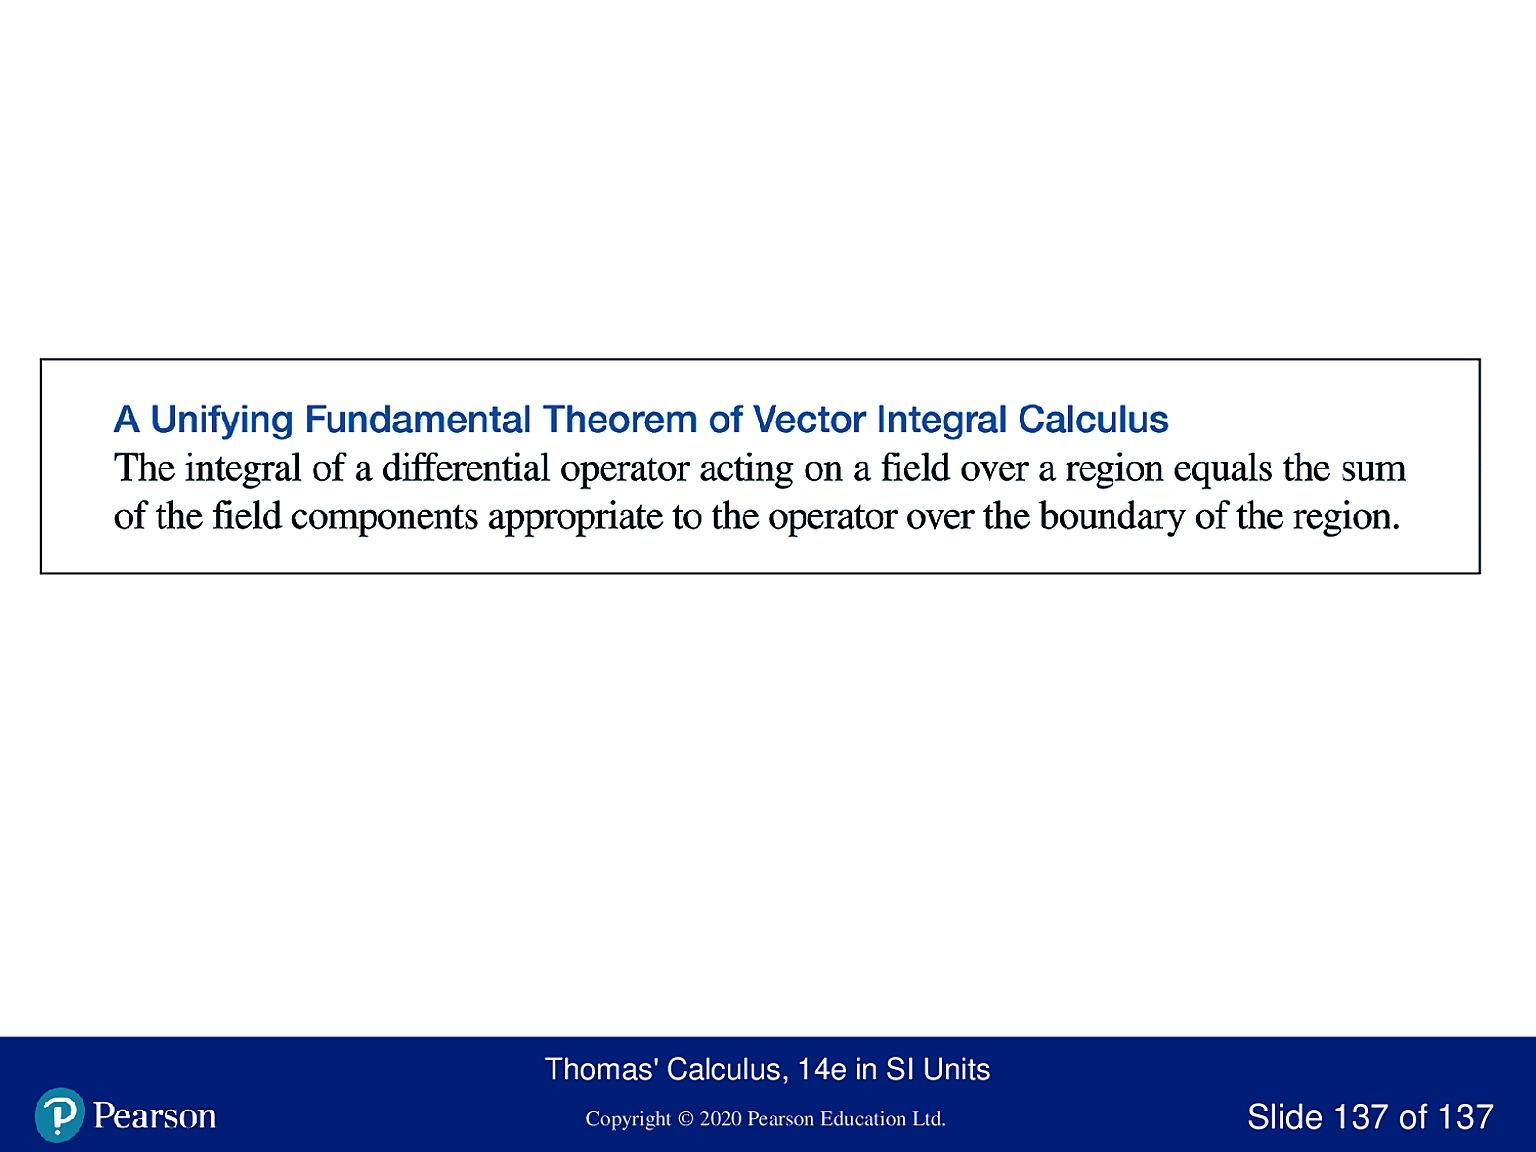 A Unifying Fundamental Theorem of Vector Integral Calculus
The integral of a differential operator acting on a field over a region equals the sum
of the field components appropriate to the operator over the boundary of the region.
Thomas' Calculus, 14e in SI Units
Pearson
Copyright © 2020 Pearson Education Ltd.
Slide 137 of 137